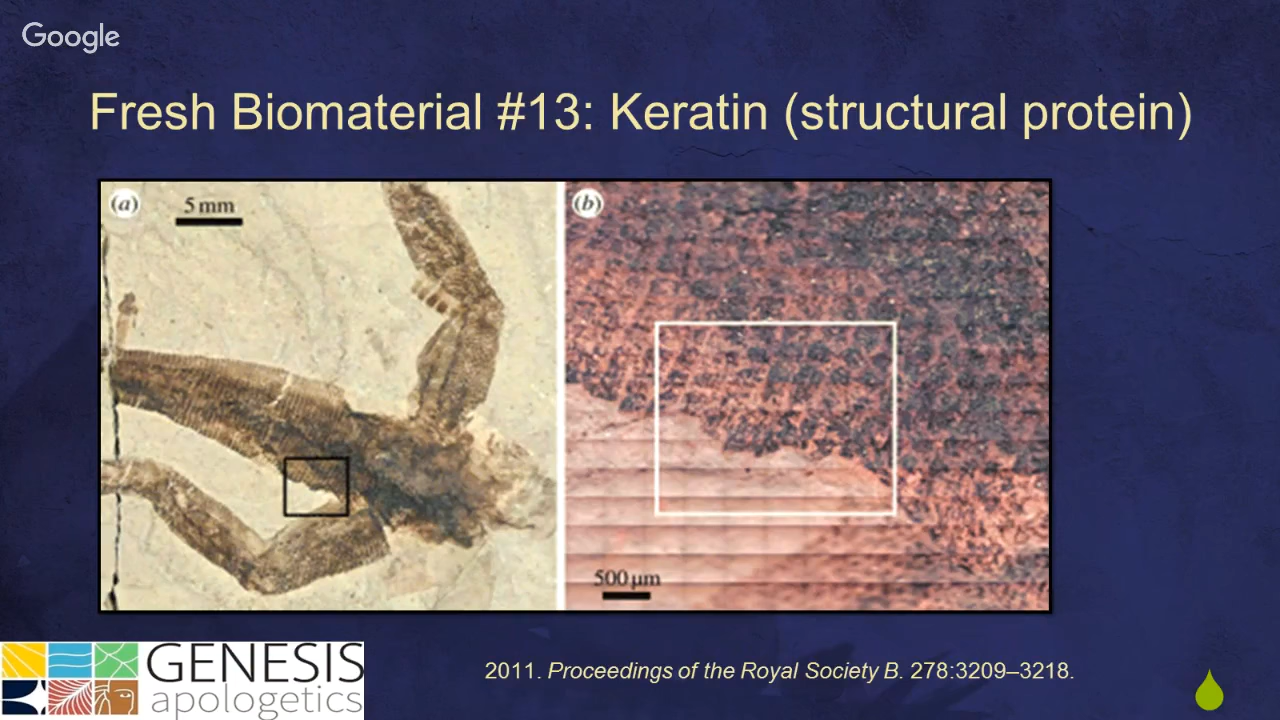 Google
Fresh Biomaterial #13: Keratin (structural protein)
(a)
5 mm
(b)
500 µm
GENESIS
apologetics
2011. Proceedings of the Royal Society B. 278:3209–3218.